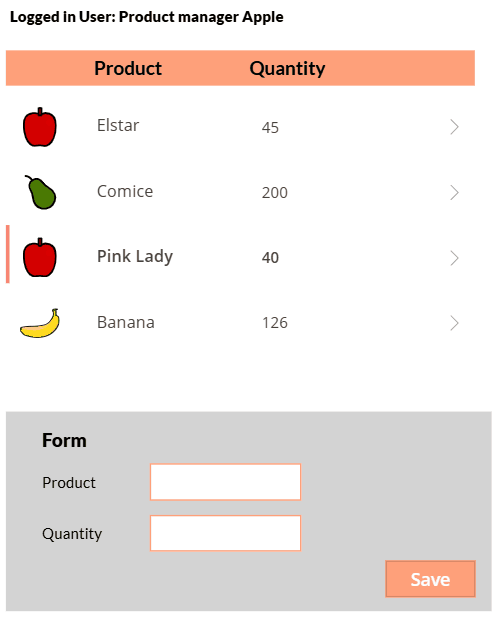 Logged in User: Product manager Apple
Product Quantity
Elstar 45
Comice 200
Pink Lady 40
Banana 126
Form
Product
Quantity
Save